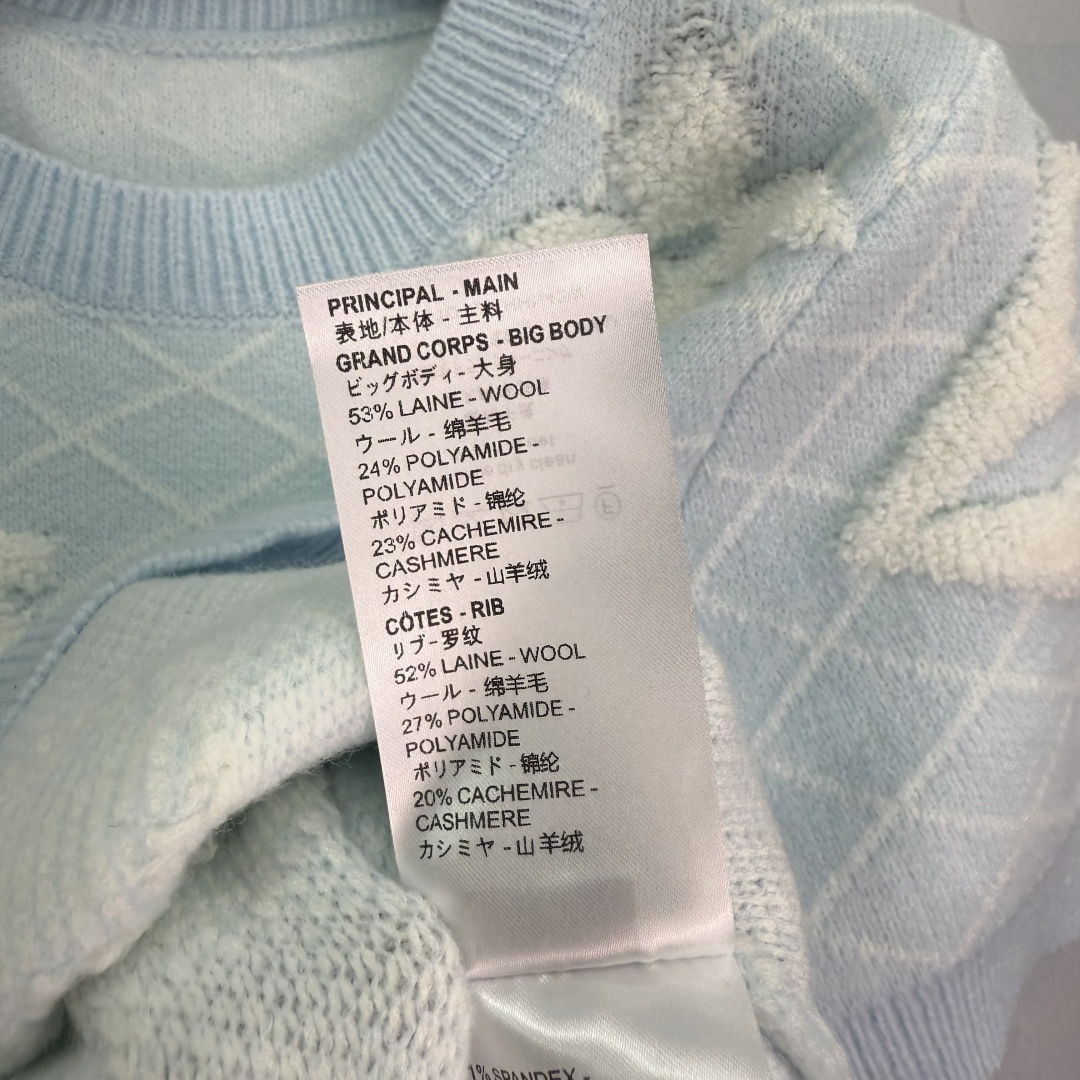 PRINCIPAL - MAIN
表地/本体 - 主料
GRAND CORPS - BIG BODY
ビッグボディ - 大身
53% LAINE - WOOL
ウール - 绵羊毛
24% POLYAMIDE -
POLYAMIDE
ポリアミド - 锦纶
23% CACHEMIRE -
CASHMERE
カシミヤ - 山羊绒
CÔTES - RIB
リブ - 罗纹
52% LAINE - WOOL
ウール - 绵羊毛
27% POLYAMIDE -
POLYAMIDE
ポリアミド - 锦纶
20% CACHEMIRE -
CASHMERE
カシミヤ - 山羊绒
1% SPANDEX -